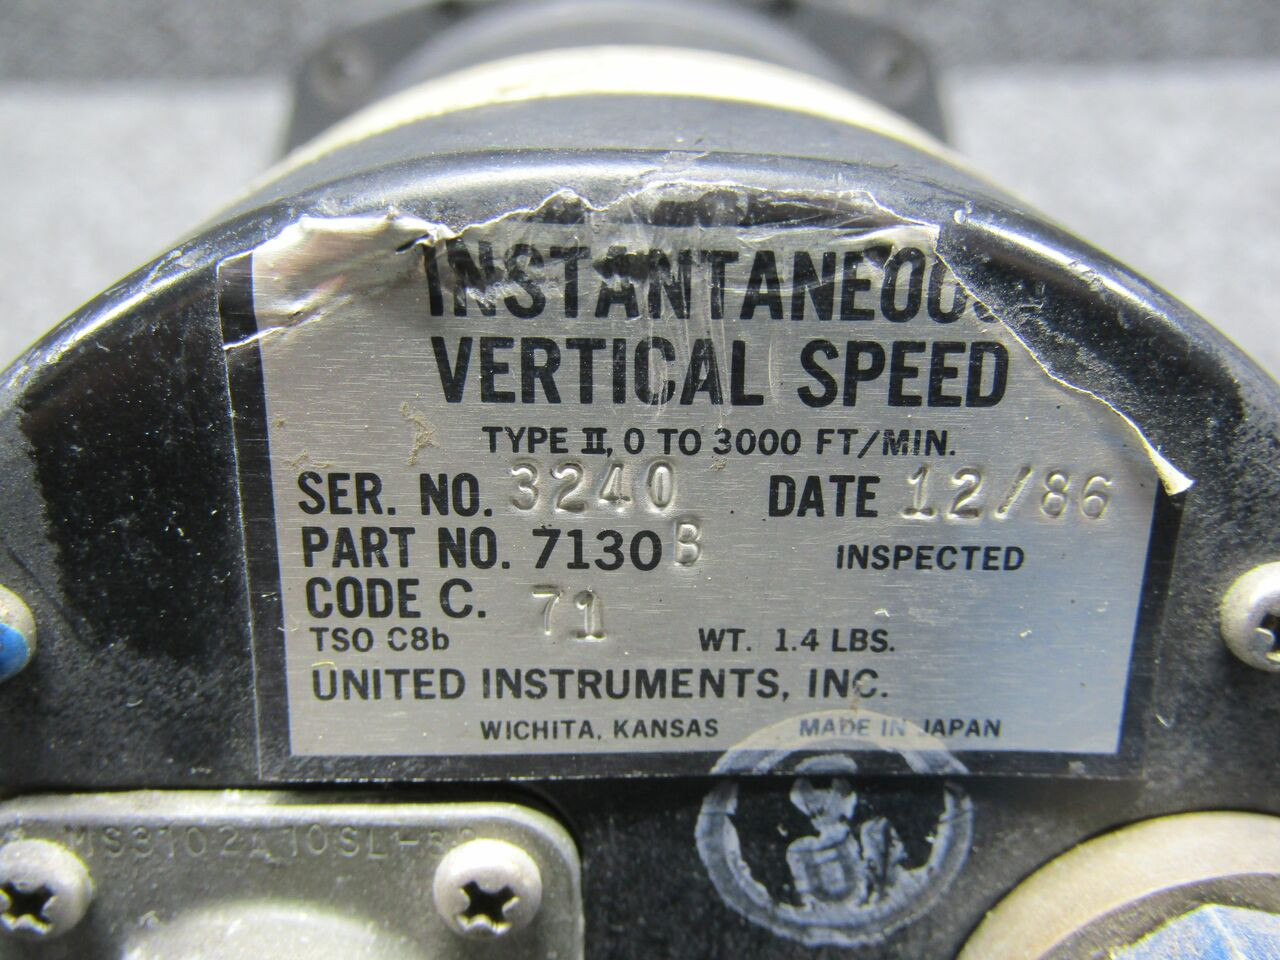 INSTANTANEOUS
VERTICAL SPEED
TYPE II, 0 TO 3000 FT/MIN.
SER. NO. 3240 DATE 12/86
PART NO. 7130B INSPECTED
CODE C. 71
TSO C8b WT. 1.4 LBS.
UNITED INSTRUMENTS, INC.
WICHITA, KANSAS MADE IN JAPAN